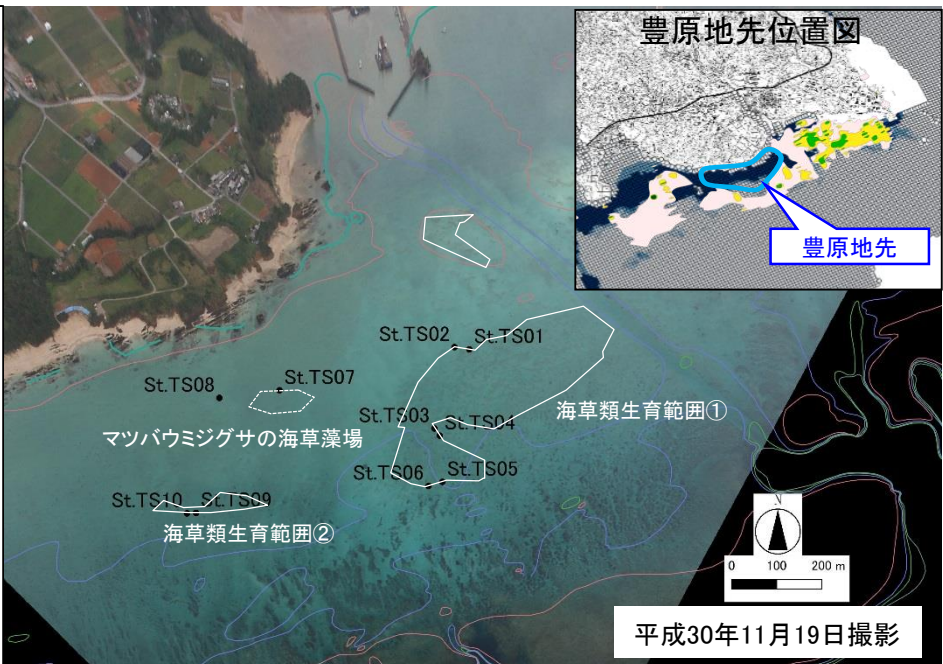 豊原地先位置図
豊原地先
St.TS02
St.TS01
St.TS07
St.TS08
St.TS03
St.TS04
海草類生育範囲①
マツバウミジグサの海草藻場
St.TS06
St.TS05
St.TS10
St.TS09
海草類生育範囲②
N
0 100 200 m
平成30年11月19日撮影